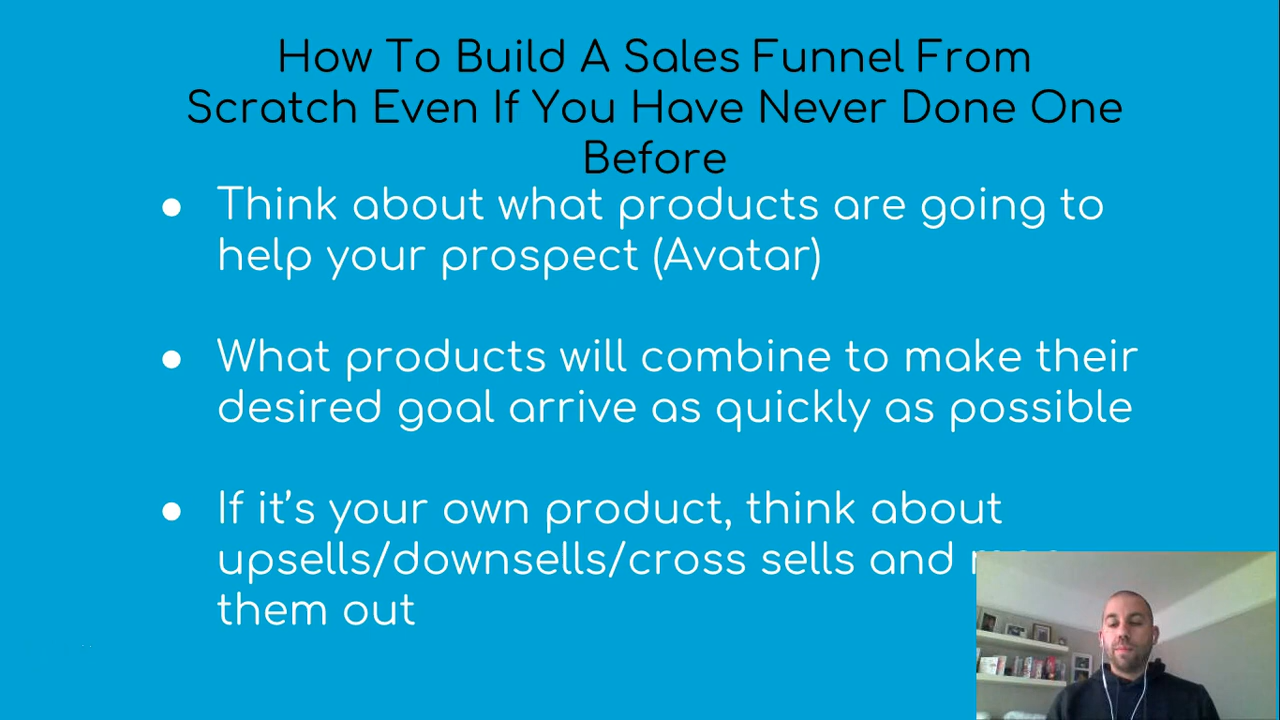 How To Build A Sales Funnel From
Scratch Even If You Have Never Done One
Before
● Think about what products are going to
help your prospect (Avatar)
● What products will combine to make their
desired goal arrive as quickly as possible
● If it's your own product, think about
upsells/downsells/cross sells and
them out